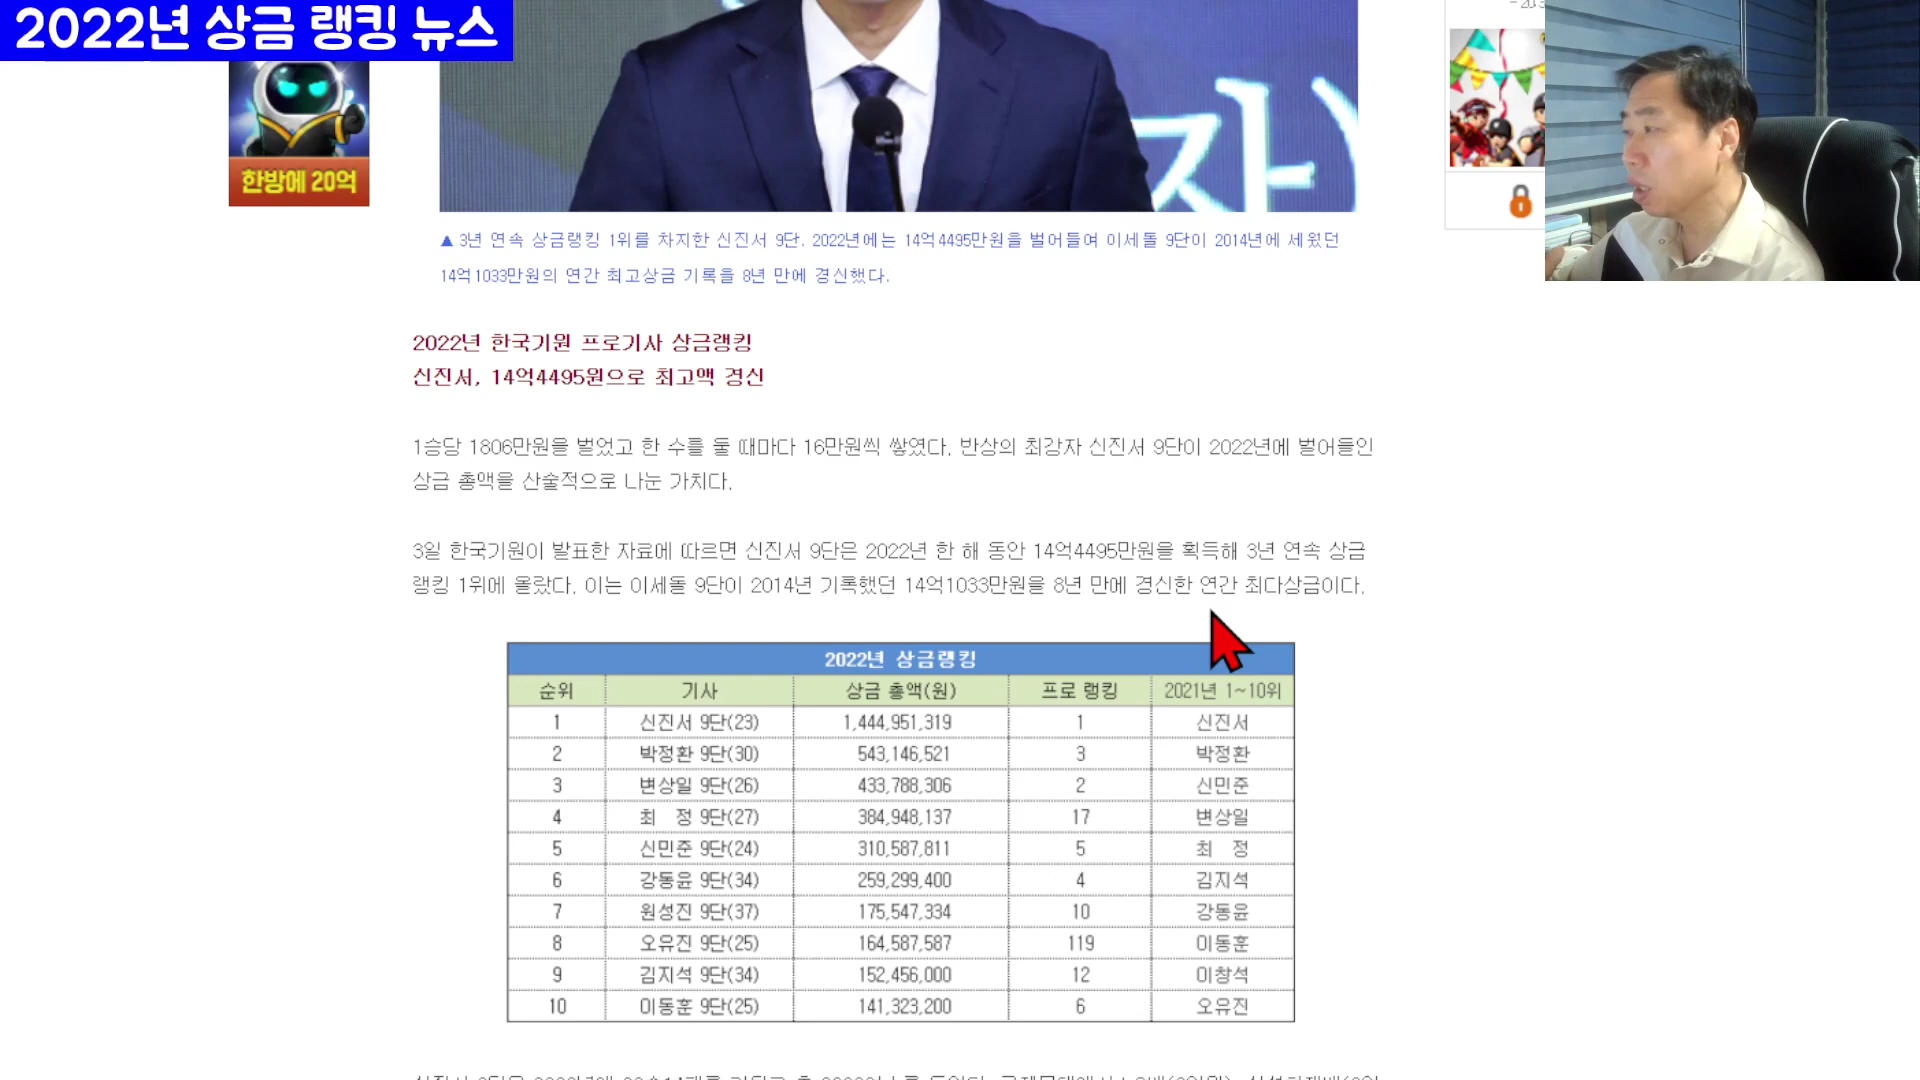 2022년 상금 랭킹 뉴스
한방에 20억
자)
▲ 3년 연속 상금랭킹 1위를 차지한 신진서 9단. 2022년에는 14억4495만원을 벌어들여 이세돌 9단이 2014년에 세웠던
14억1033만원의 연간 최고상금 기록을 8년 만에 경신했다.
2022년 한국기원 프로기사 상금랭킹
신진서, 14억4495원으로 최고액 경신
1승당 1806만원을 벌었고 한 수를 둘 때마다 16만원씩 쌓였다. 반상의 최강자 신진서 9단이 2022년에 벌어들인
상금 총액을 산술적으로 나눈 가치다.
3일 한국기원이 발표한 자료에 따르면 신진서 9단은 2022년 한 해 동안 14억4495만원을 획득해 3년 연속 상금
랭킹 1위에 올랐다. 이는 이세돌 9단이 2014년 기록했던 14억1033만원을 8년 만에 경신한 연간 최다상금이다.
2022년 상금랭킹
순위 기사 상금 총액(원) 프로 랭킹 2021년 1~10위
1 신진서 9단(23) 1,444,951,319 1 신진서
2 박정환 9단(30) 543,146,521 3 박정환
3 변상일 9단(26) 433,788,306 2 신민준
4 최 정 9단(27) 384,948,137 17 변상일
5 신민준 9단(24) 310,587,811 5 최 정
6 강동윤 9단(34) 259,299,400 4 김지석
7 원성진 9단(37) 175,547,334 10 강동윤
8 오유진 9단(25) 164,587,587 119 이동훈
9 김지석 9단(34) 152,456,000 12 이창석
10 이동훈 9단(25) 141,323,200 6 오유진